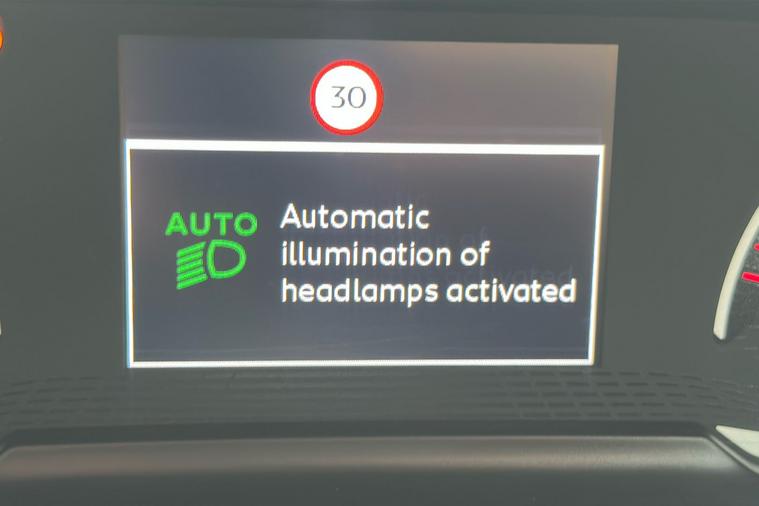 30
AUTO
Automatic
illumination of
headlamps activated